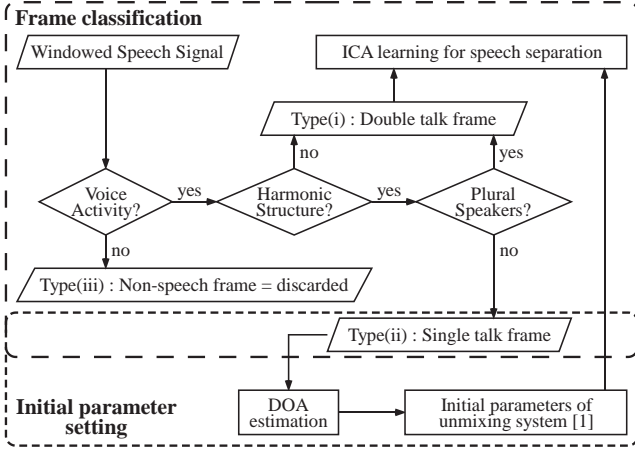 Frame classification
Windowed Speech Signal
ICA learning for speech separation
Type(i) : Double talk frame
no
yes
Voice
Activity?
yes
Harmonic
Structure?
yes
Plural
Speakers?
no
no
Type(iii) : Non-speech frame = discarded
Type(ii) : Single talk frame
Initial parameter
setting
DOA
estimation
Initial parameters of
unmixing system [1]